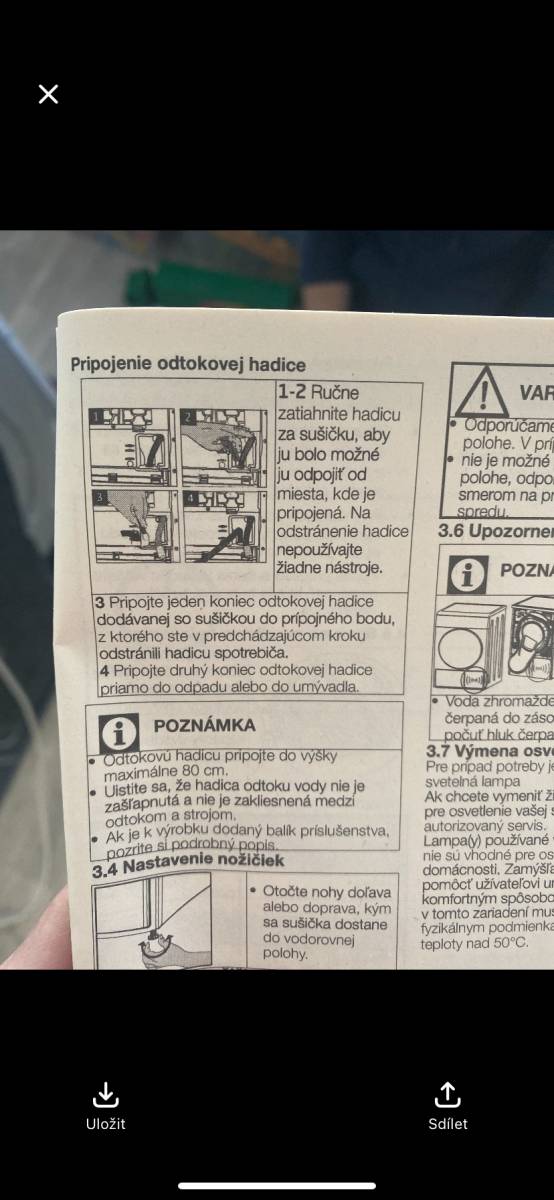 Pripojenie odtokovej hadice
1
2
3
4
1-2 Ručne
zatiahnite hadicu
za sušičku, aby
ju bolo možné
ju odpojiť od
miesta, kde je
pripojená. Na
odstránenie hadice
nepoužívajte
žiadne nástroje.
3 Pripojte jeden koniec odtokovej hadice
dodávanej so sušičkou do prípojného bodu,
z ktorého ste v predchádzajúcom kroku
odstránili hadicu spotrebiča.
4 Pripojte druhý koniec odtokovej hadice
priamo do odpadu alebo do umývadla.
POZNÁMKA
• Odtokovú hadicu pripojte do výšky
maximálne 80 cm.
• Uistite sa, že hadica odtoku vody nie je
zašľapnutá a nie je zakliesnená medzi
odtokom a strojom.
• Ak je k výrobku dodaný balík príslušenstva,
pozrite si podrobný popis.
3.4 Nastavenie nožičiek
• Otočte nohy doľava
alebo doprava, kým
sa sušička dostane
do vodorovnej
polohy.
VAR
• Odporúčame
polohe. V príp
• nie je možné
polohe, odpo
smerom na pr
spredu.
3.6 Upozorner
POZNÁ
• Voda zhromažde
čerpaná do záso
počuť hluk čerpa
3.7 Výmena osve
Pre prípad potreby je
svetelná lampa
Ak chcete vymeniť ži
pre osvetlenie vašej s
autorizovaný servis.
Lampa(y) používané
nie sú vhodné pre os
domácnosti. Zamýšľa
pomôcť užívateľovi u
komfortným spôsobo
v tomto zariadení mus
fyzikálnym podmienka
teploty nad 50°C.
Uložit
Sdílet